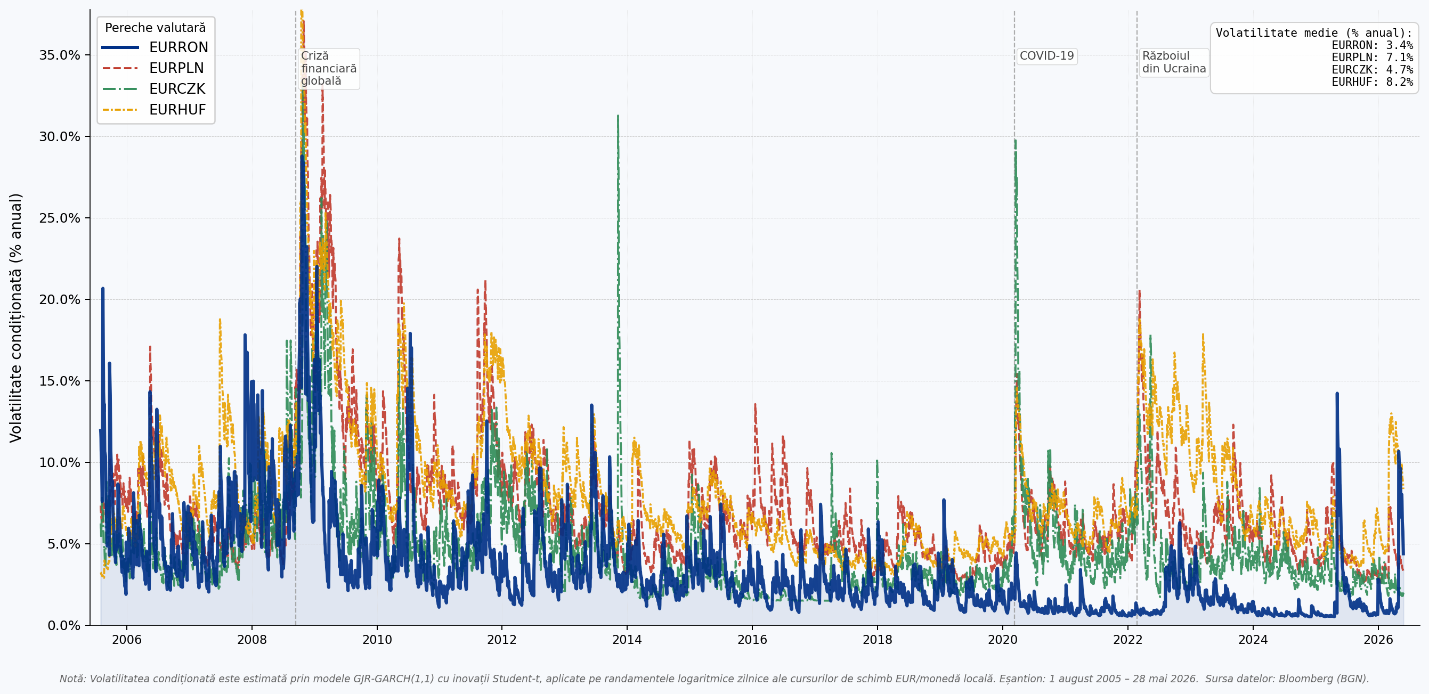 Volatilitate condiționată (% anual)
35.0%
30.0%
25.0%
20.0%
15.0%
10.0%
5.0%
0.0%
Pereche valutară
EURRON
EURPLN
EURCZK
EURHUF
Criză
financiară
globală
COVID-19
Războiul
din Ucraina
Volatilitate medie (% anual):
EURRON: 3.4%
EURPLN: 7.1%
EURCZK: 4.7%
EURHUF: 8.2%
2006
2008
2010
2012
2014
2016
2018
2020
2022
2024
2026
Notă: Volatilitatea condiționată este estimată prin modele GJR-GARCH(1,1) cu inovații Student-t, aplicate pe randamentele logaritmice zilnice ale cursurilor de schimb EUR/monedă locală. Eșantion: 1 august 2005 – 28 mai 2026. Sursa datelor: Bloomberg (BGN).